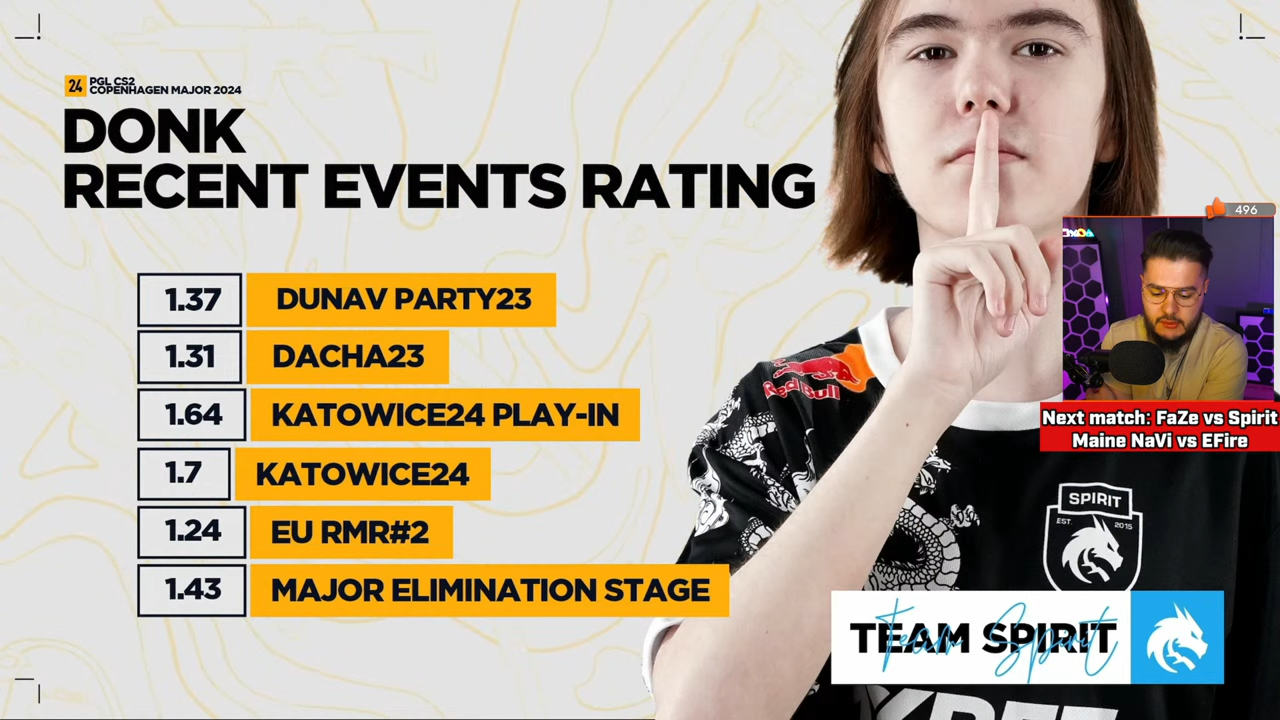 24
PGL CS2
COPENHAGEN MAJOR 2024
DONK
RECENT EVENTS RATING
1.37 DUNAV PARTY23
1.31 DACHA23
1.64 KATOWICE24 PLAY-IN
1.7 KATOWICE24
1.24 EU RMR#2
1.43 MAJOR ELIMINATION STAGE
496
Next match: FaZe vs Spirit
Maine NaVi vs EFire
Red Bull
SPIRIT
EST. 2015
TEAM SPIRIT
Team Spirit